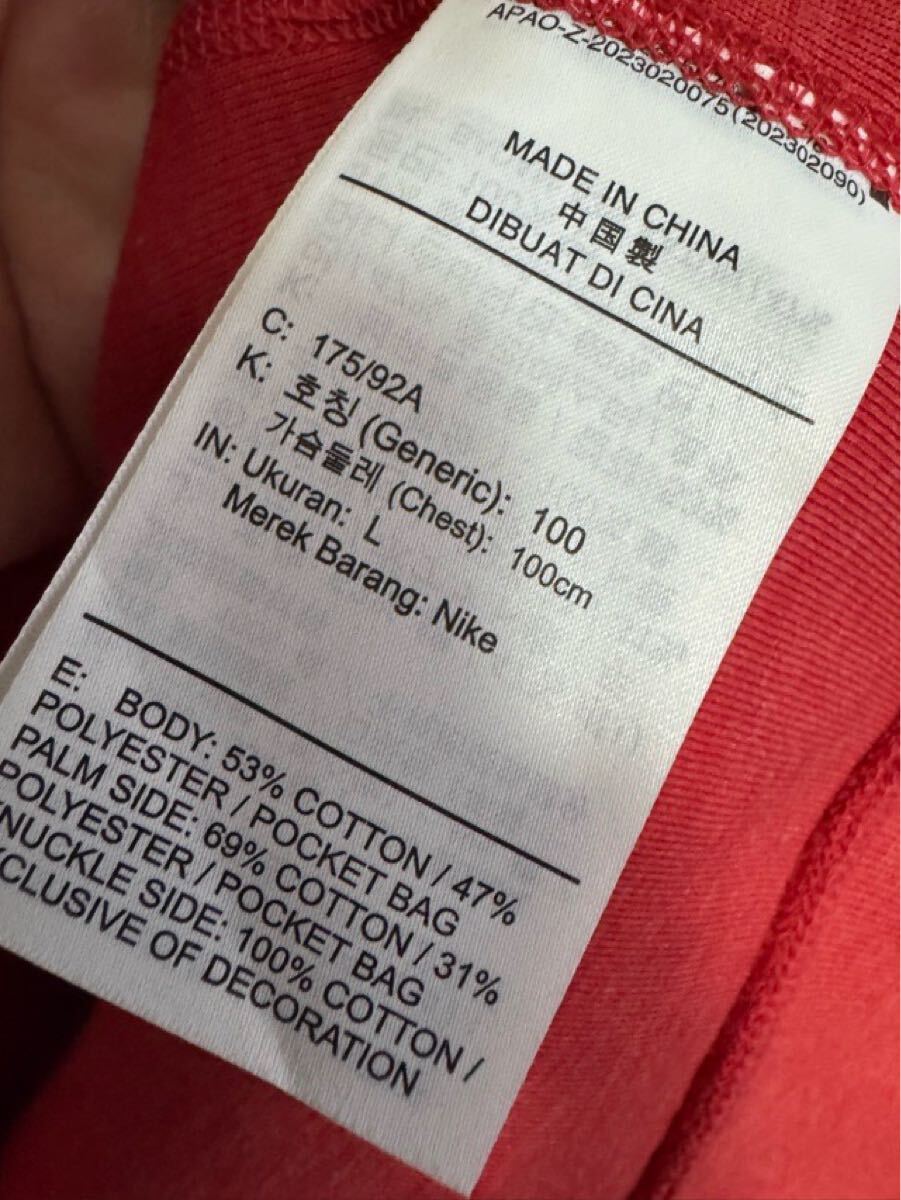 APAO-Z-2023020075(202302090)
MADE IN CHINA
中国製
DIBUAT DI CINA
C: 175/92A
K: 호칭 (Generic): 100
가슴둘레 (Chest): 100cm
IN: Ukuran: L
Merek Barang: Nike
E: BODY: 53% COTTON / 47%
POLYESTER / POCKET BAG
PALM SIDE: 69% COTTON / 31%
POLYESTER / POCKET BAG
NUCKLE SIDE: 100% COTTON /
XCLUSIVE OF DECORATION